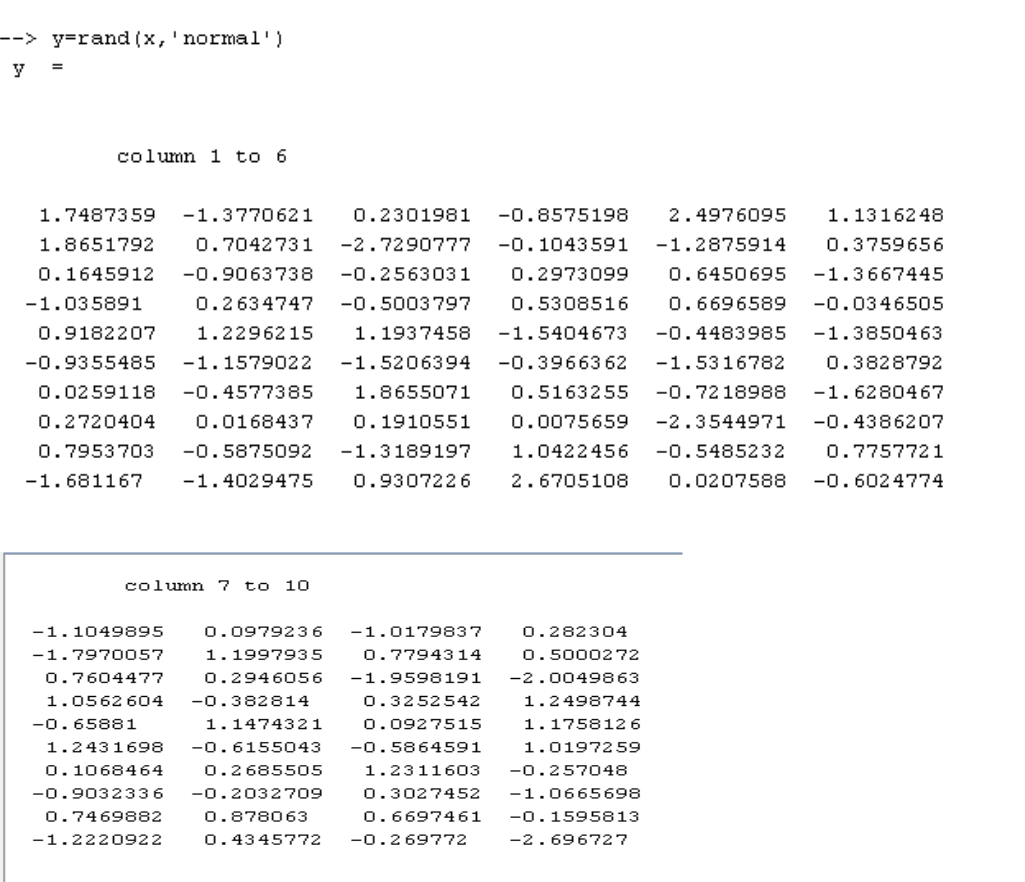 --> y=rand(x,'normal')
y =
column 1 to 6
1.7487359 -1.3770621 0.2301981 -0.8575198 2.4976095 1.1316248
1.8651792 0.7042731 -2.7290777 -0.1043591 -1.2875914 0.3759656
0.1645912 -0.9063738 -0.2563031 0.2973099 0.6450695 -1.3667445
-1.035891 0.2634747 -0.5003797 0.5308516 0.6696589 -0.0346505
0.9182207 1.2296215 1.1937458 -1.5404673 -0.4483985 -1.3850463
-0.9355485 -1.1579022 -1.5206394 -0.3966362 -1.5316782 0.3828792
0.0259118 -0.4577385 1.8655071 0.5163255 -0.7218988 -1.6280467
0.2720404 0.0168437 0.1910551 0.0075659 -2.3544971 -0.4386207
0.7953703 -0.5875092 -1.3189197 1.0422456 -0.5485232 0.7757721
-1.681167 -1.4029475 0.9307226 2.6705108 0.0207588 -0.6024774
column 7 to 10
-1.1049895 0.0979236 -1.0179837 0.282304
-1.7970057 1.1997935 0.7794314 0.5000272
0.7604477 0.2946056 -1.9598191 -2.0049863
1.0562604 -0.382814 0.3252542 1.2498744
-0.65881 1.1474321 0.0927515 1.1758126
1.2431698 -0.6155043 -0.5864591 1.0197259
0.1068464 0.2685505 1.2311603 -0.257048
-0.9032336 -0.2032709 0.3027452 -1.0665698
0.7469882 0.878063 0.6697461 -0.1595813
-1.2220922 0.4345772 -0.269772 -2.696727